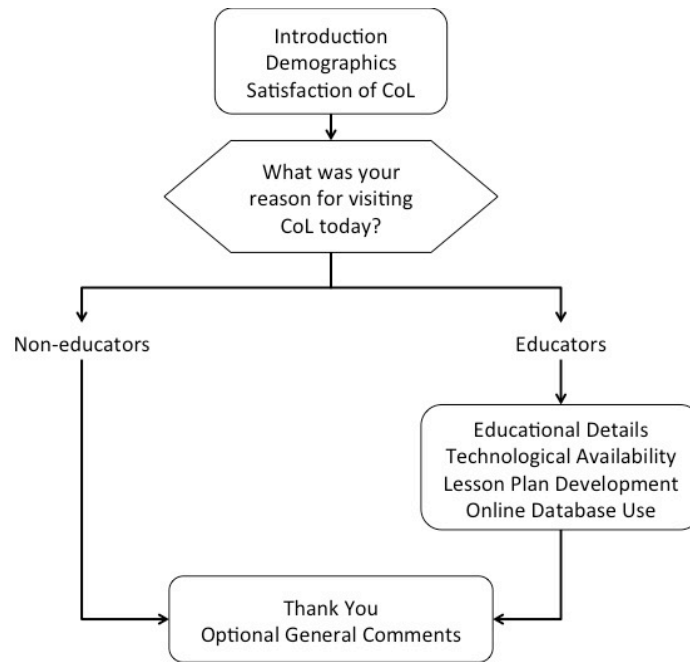 Introduction
Demographics
Satisfaction of CoL
What was your
reason for visiting
CoL today?
Non-educators
Educators
Educational Details
Technological Availability
Lesson Plan Development
Online Database Use
Thank You
Optional General Comments